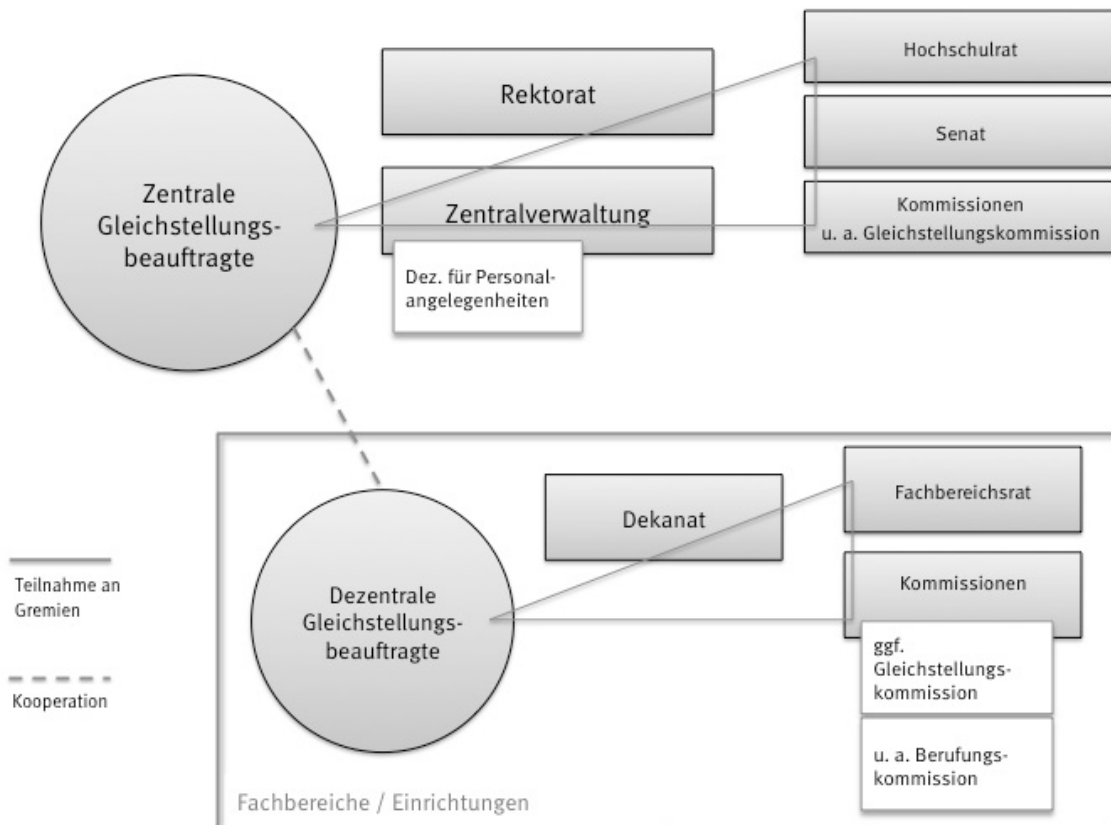 Zentrale
Gleichstellungs-
beauftragte
Rektorat
Zentralverwaltung
Dez. für Personal-
angelegenheiten
Hochschulrat
Senat
Kommissionen
u. a. Gleichstellungskommission
Teilnahme an
Gremien
Kooperation
Dezentrale
Gleichstellungs-
beauftragte
Dekanat
Fachbereichsrat
Kommissionen
ggf.
Gleichstellungs-
kommission
u. a. Berufungs-
kommission
Fachbereiche / Einrichtungen